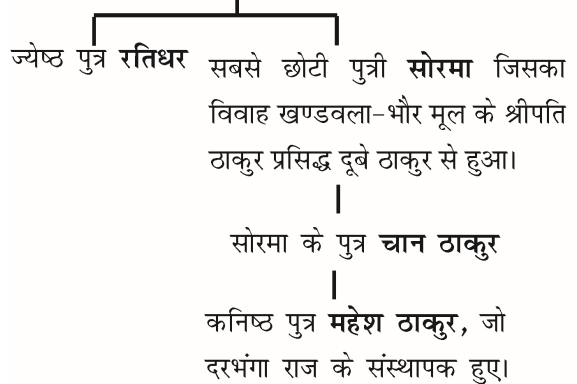 ज्येष्ठ पुत्र रतिधर
सबसे छोटी पुत्री सोरमा जिसका
विवाह खण्डवला-भौर मूल के श्रीपति
ठाकुर प्रसिद्ध दूबे ठाकुर से हुआ।
सोरमा के पुत्र चान ठाकुर
कनिष्ठ पुत्र महेश ठाकुर, जो
दरभंगा राज के संस्थापक हुए।